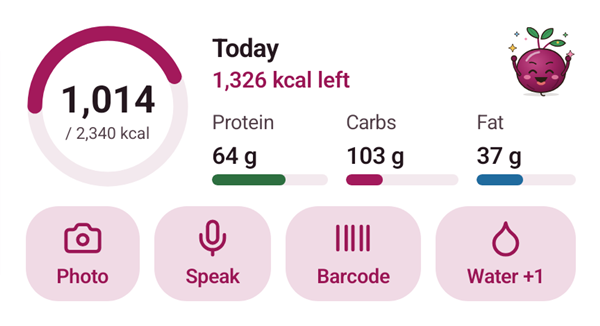 1,014
/ 2,340 kcal
Today
1,326 kcal left
Protein
Carbs
Fat
64 g
103 g
37 g
Photo
Speak
Barcode
Water +1